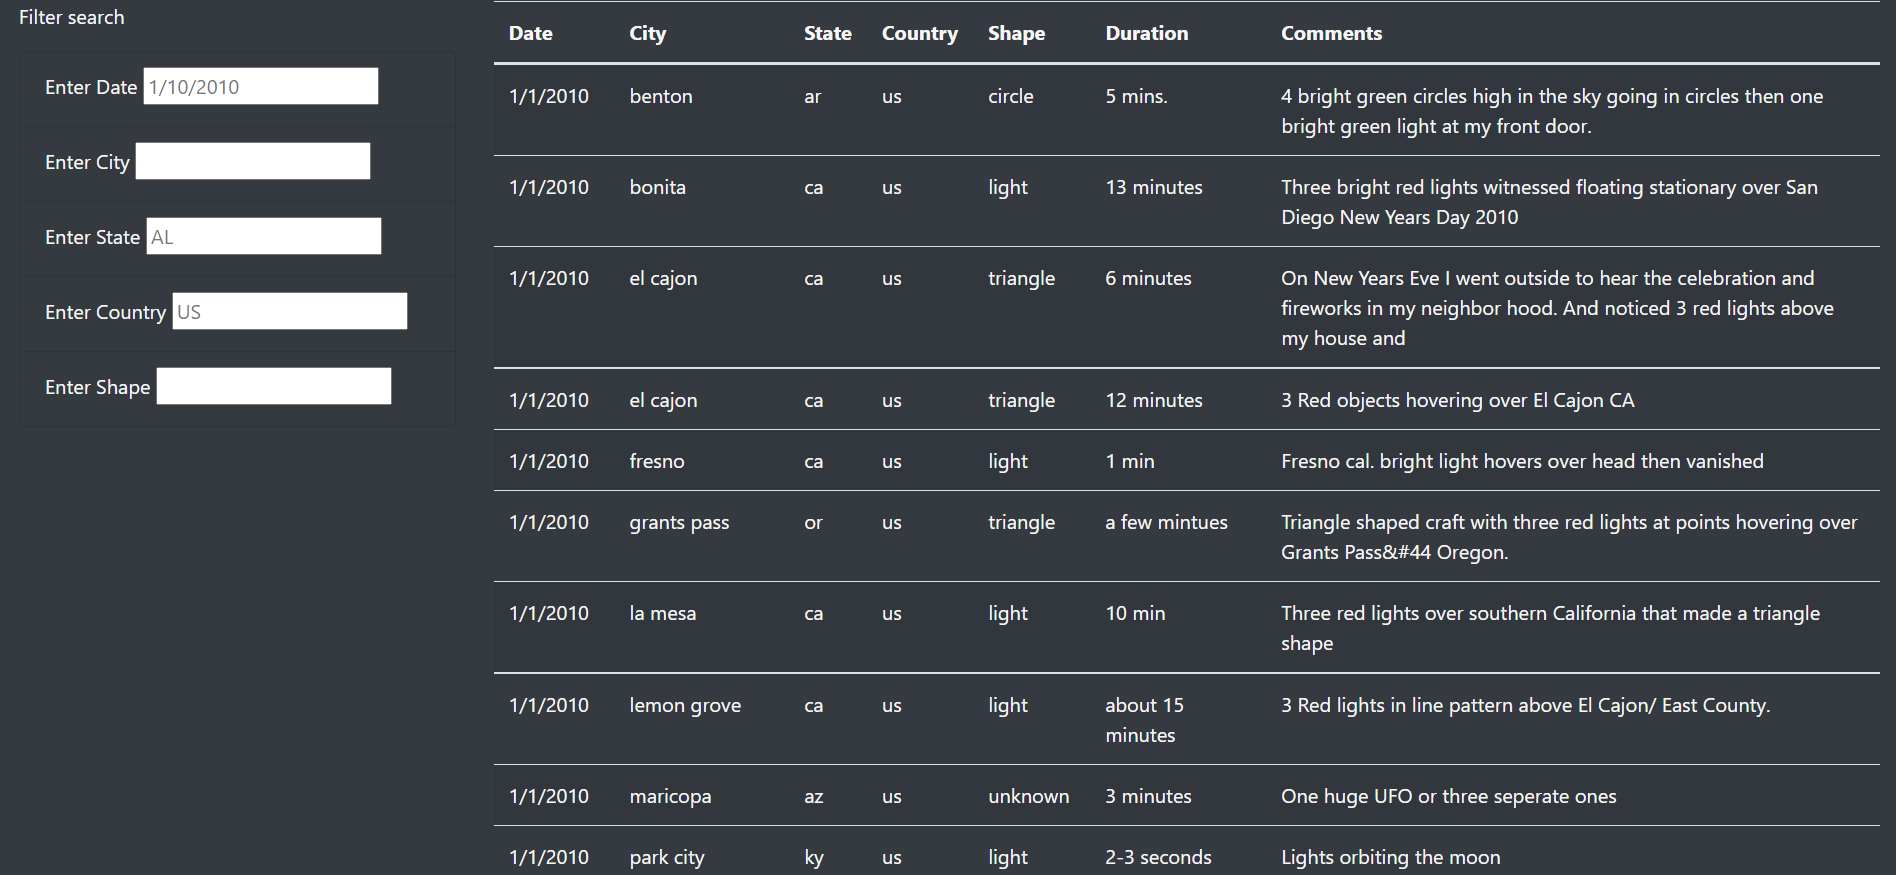 Filter search
Enter Date 1/10/2010
Enter City
Enter State AL
Enter Country US
Enter Shape
Date City State Country Shape Duration Comments
1/1/2010 benton ar us circle 5 mins. 4 bright green circles high in the sky going in circles then one
bright green light at my front door.
1/1/2010 bonita ca us light 13 minutes Three bright red lights witnessed floating stationary over San
Diego New Years Day 2010
1/1/2010 el cajon ca us triangle 6 minutes On New Years Eve I went outside to hear the celebration and
fireworks in my neighbor hood. And noticed 3 red lights above
my house and
1/1/2010 el cajon ca us triangle 12 minutes 3 Red objects hovering over El Cajon CA
1/1/2010 fresno ca us light 1 min Fresno cal. bright light hovers over head then vanished
1/1/2010 grants pass or us triangle a few mintues Triangle shaped craft with three red lights at points hovering over
Grants Pass&#44 Oregon.
1/1/2010 la mesa ca us light 10 min Three red lights over southern California that made a triangle
shape
1/1/2010 lemon grove ca us light about 15 3 Red lights in line pattern above El Cajon/ East County.
minutes
1/1/2010 maricopa az us unknown 3 minutes One huge UFO or three seperate ones
1/1/2010 park city ky us light 2-3 seconds Lights orbiting the moon